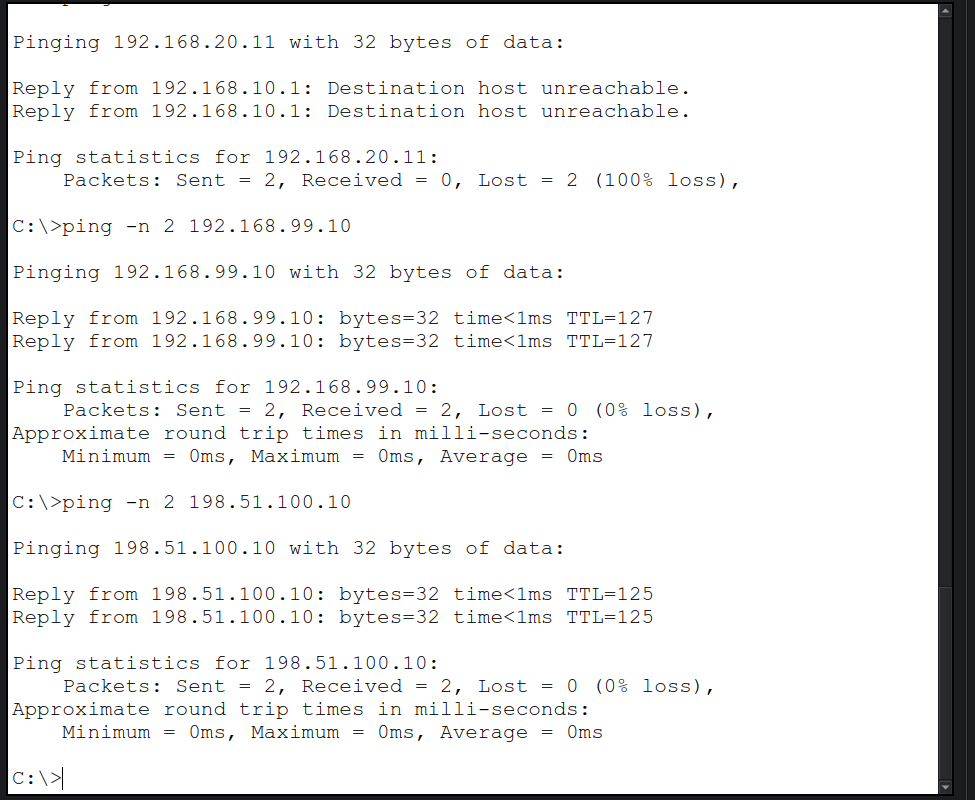 Pinging 192.168.20.11 with 32 bytes of data:
Reply from 192.168.10.1: Destination host unreachable.
Reply from 192.168.10.1: Destination host unreachable.
Ping statistics for 192.168.20.11:
    Packets: Sent = 2, Received = 0, Lost = 2 (100% loss),
C:\>ping -n 2 192.168.99.10
Pinging 192.168.99.10 with 32 bytes of data:
Reply from 192.168.99.10: bytes=32 time<1ms TTL=127
Reply from 192.168.99.10: bytes=32 time<1ms TTL=127
Ping statistics for 192.168.99.10:
    Packets: Sent = 2, Received = 2, Lost = 0 (0% loss),
Approximate round trip times in milli-seconds:
    Minimum = 0ms, Maximum = 0ms, Average = 0ms
C:\>ping -n 2 198.51.100.10
Pinging 198.51.100.10 with 32 bytes of data:
Reply from 198.51.100.10: bytes=32 time<1ms TTL=125
Reply from 198.51.100.10: bytes=32 time<1ms TTL=125
Ping statistics for 198.51.100.10:
    Packets: Sent = 2, Received = 2, Lost = 0 (0% loss),
Approximate round trip times in milli-seconds:
    Minimum = 0ms, Maximum = 0ms, Average = 0ms
C:\>